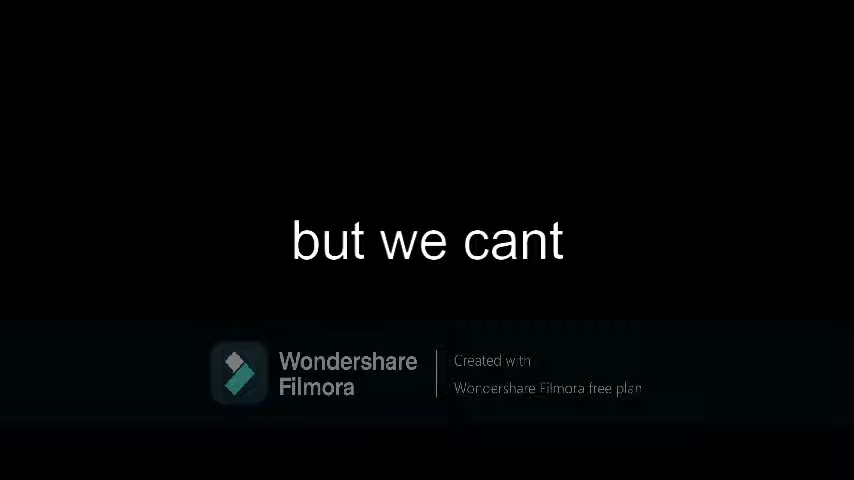 but we cant
Wondershare
Filmora
Created with
Wondershare Filmora free plan